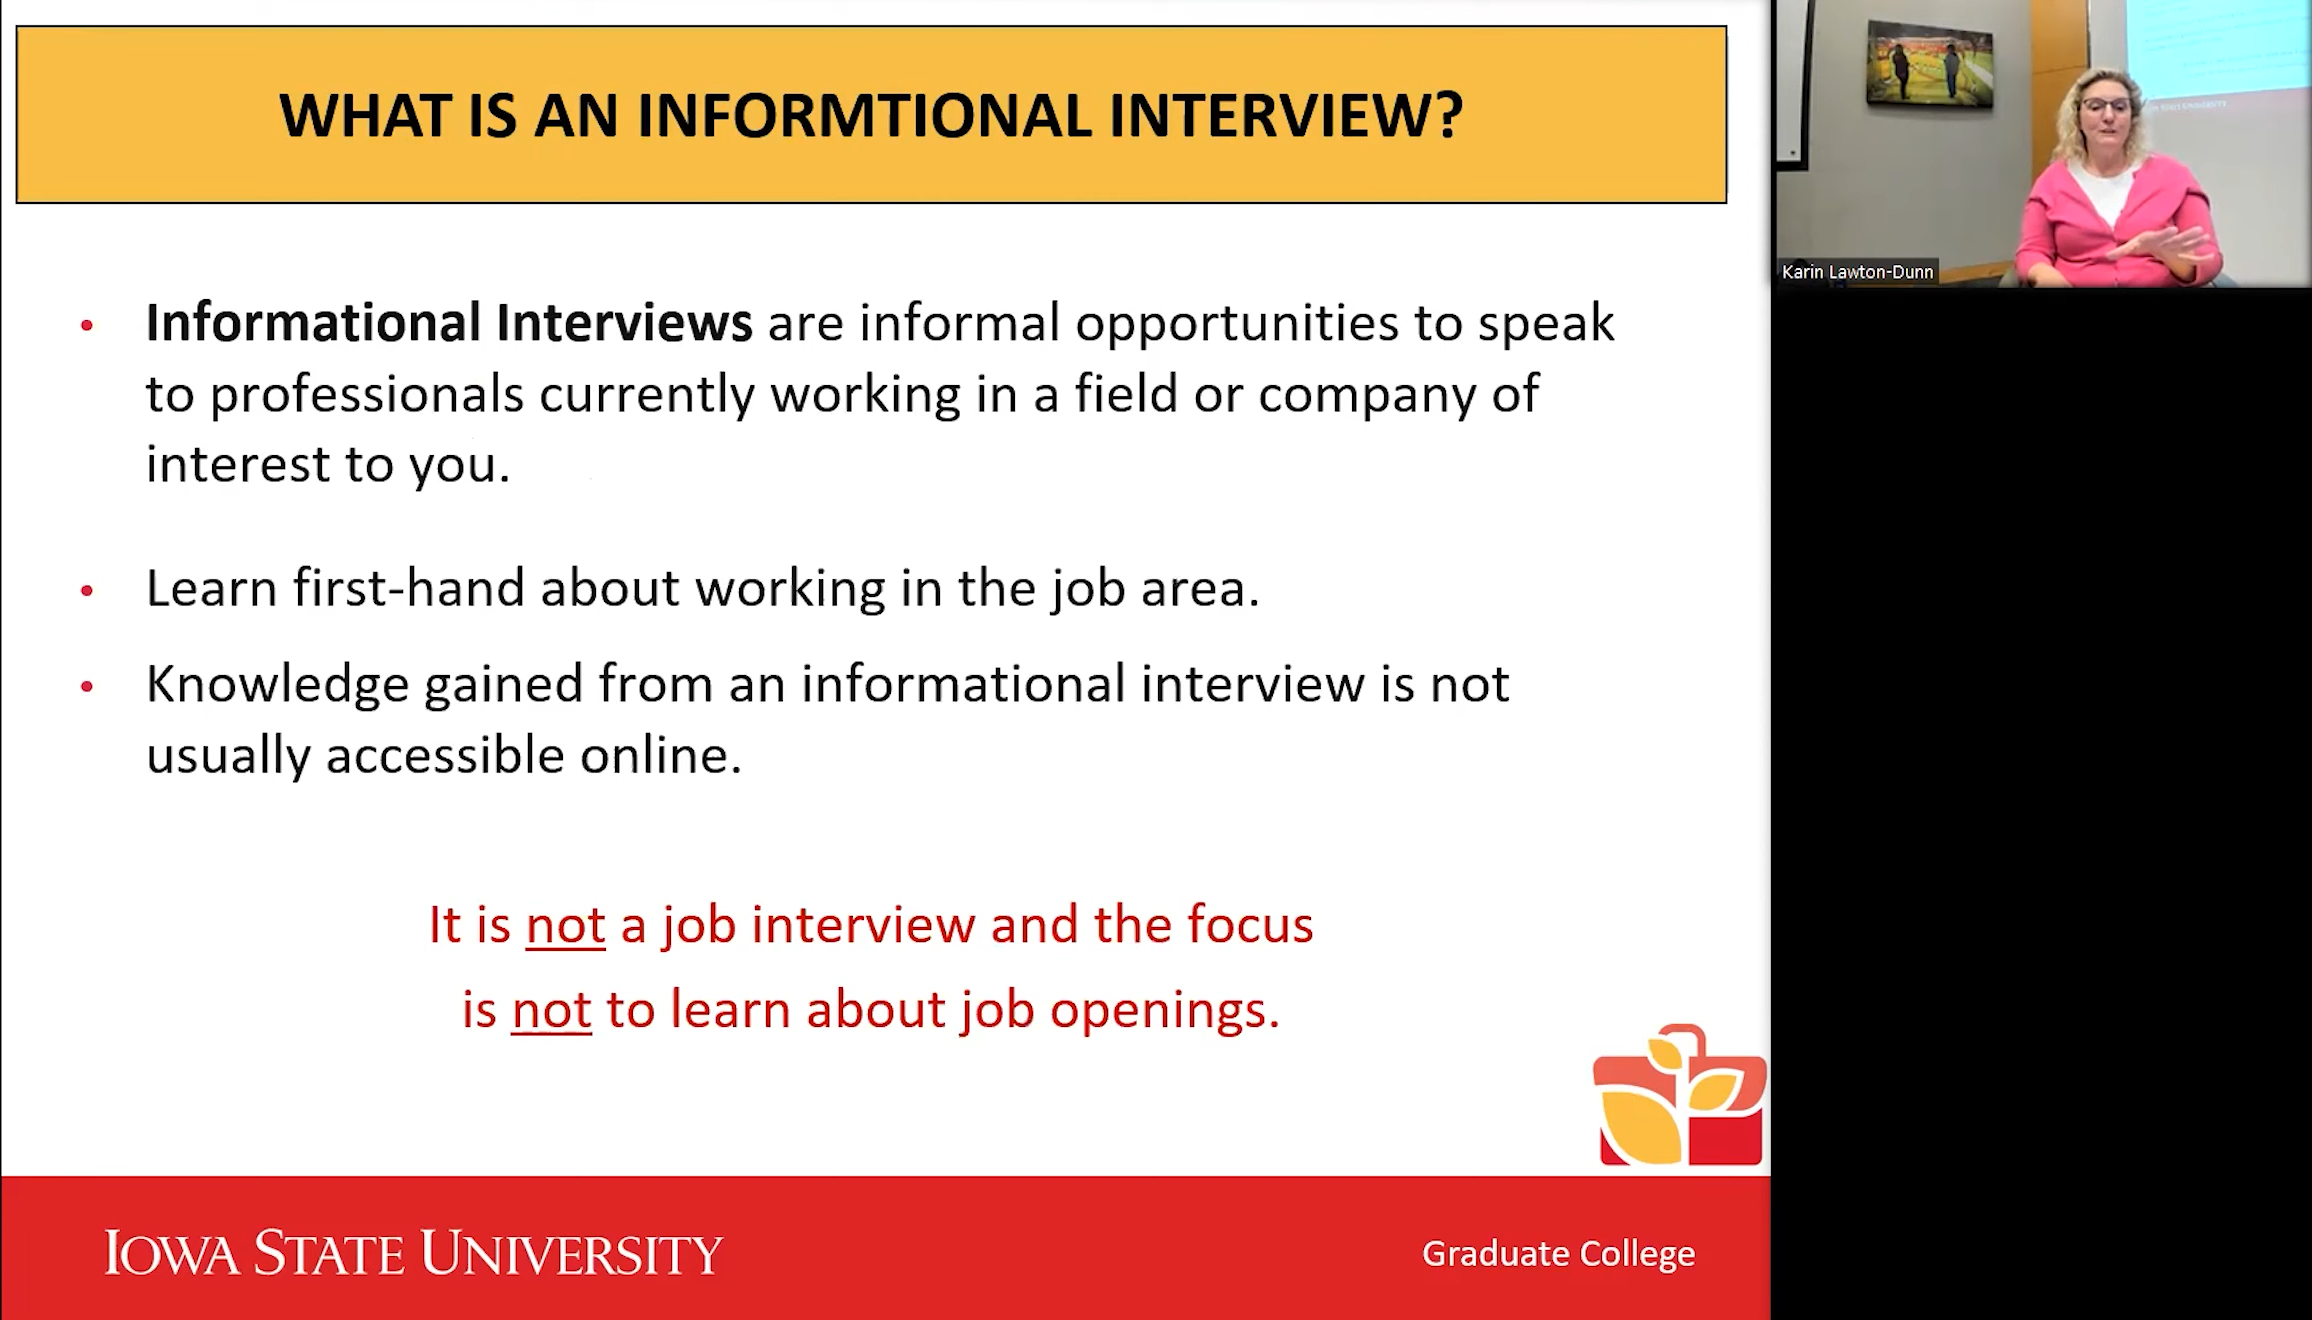 WHAT IS AN INFORMTIONAL INTERVIEW?
Informational Interviews are informal opportunities to speak
to professionals currently working in a field or company of
interest to you.
Learn first-hand about working in the job area.
Knowledge gained from an informational interview is not
usually accessible online.
It is not a job interview and the focus
is not to learn about job openings.
IOWA STATE UNIVERSITY
Graduate College
Karin Lawton-Dunn